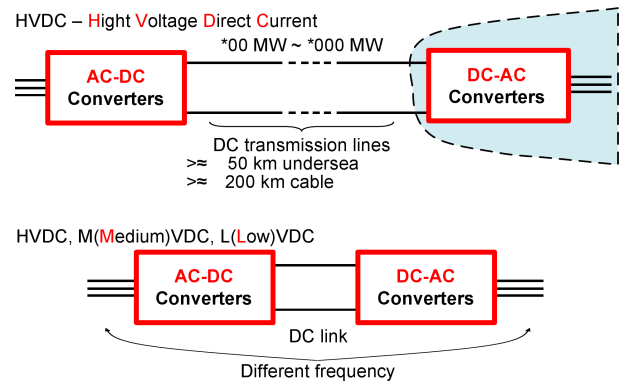 HVDC – Hight Voltage Direct Current
*00 MW ~ *000 MW
AC-DC
Converters
DC-AC
Converters
DC transmission lines
>≈ 50 km undersea
>≈ 200 km cable
HVDC, M(Medium)VDC, L(Low)VDC
AC-DC
Converters
DC-AC
Converters
DC link
Different frequency